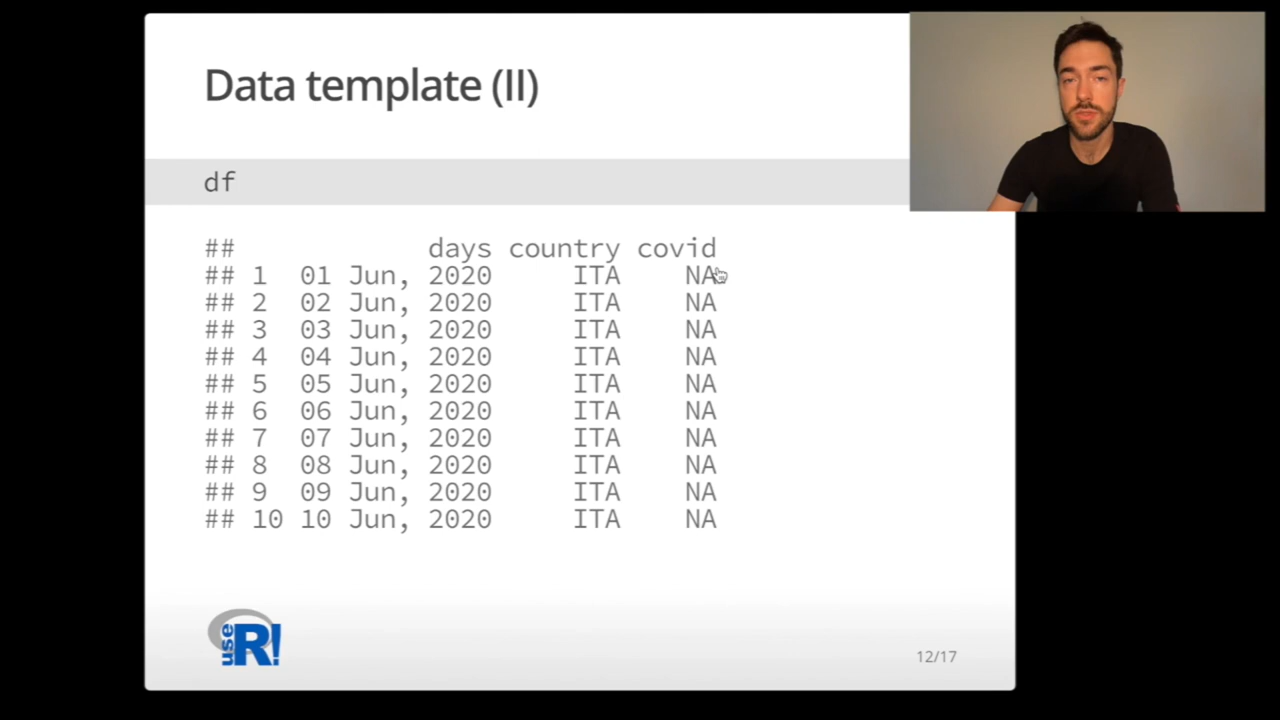 Data template (II)
df
## days country covid
## 1 01 Jun, 2020 ITA NA
## 2 02 Jun, 2020 ITA NA
## 3 03 Jun, 2020 ITA NA
## 4 04 Jun, 2020 ITA NA
## 5 05 Jun, 2020 ITA NA
## 6 06 Jun, 2020 ITA NA
## 7 07 Jun, 2020 ITA NA
## 8 08 Jun, 2020 ITA NA
## 9 09 Jun, 2020 ITA NA
## 10 10 Jun, 2020 ITA NA
use R!
12/17